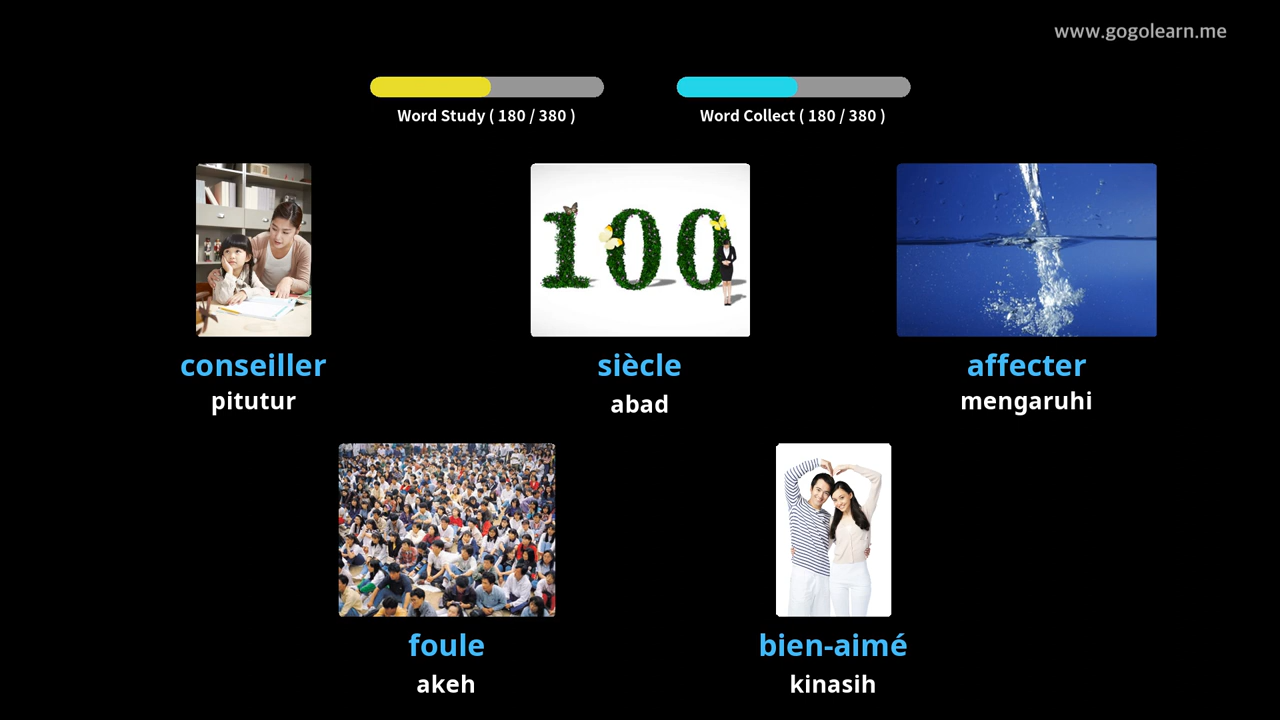 www.gogolearn.me
Word Study ( 180 / 380 )
Word Collect ( 180 / 380 )
100
conseiller
pitutur
siècle
abad
affecter
mengaruhi
foule
akeh
bien-aimé
kinasih